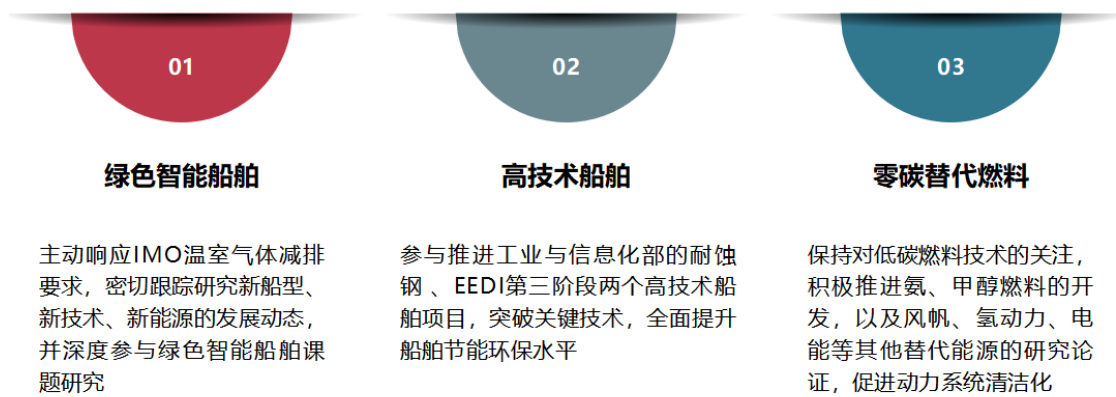 01
绿色智能船舶
主动响应IMO温室气体减排
要求，密切跟踪研究新船型、
新技术、新能源的发展动态，
并深度参与绿色智能船舶课
题研究
02
高技术船舶
参与推进工业与信息化部的耐蚀
钢 、EEDI第三阶段两个高技术船
舶项目，突破关键技术，全面提升
船舶节能环保水平
03
零碳替代燃料
保持对低碳燃料技术的关注，
积极推进氨、甲醇燃料的开
发，以及风帆、氢动力、电
能等其他替代能源的研究论
证，促进动力系统清洁化